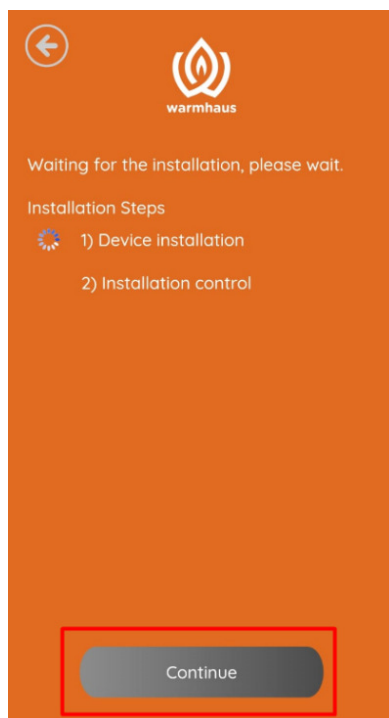 warmhaus
Waiting for the installation, please wait.
Installation Steps
1) Device installation
2) Installation control
Continue